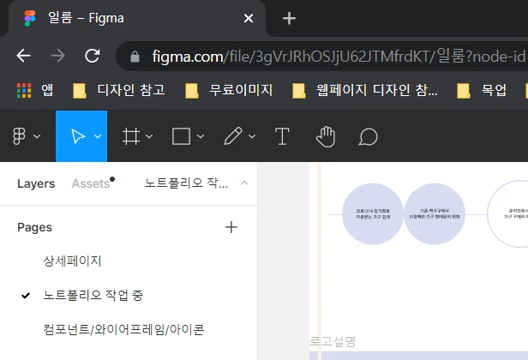 일룸 – Figma
figma.com/file/3gVrJRhOSJjU62JTMfrdKT/일룸?node-id
앱 디자인 참고 무료이미지 웹페이지 디자인 참... 목업
Layers Assets 노트폴리오 작...
Pages
상세페이지
노트폴리오 작업 중
컴포넌트/와이어프레임/아이콘
로고설명